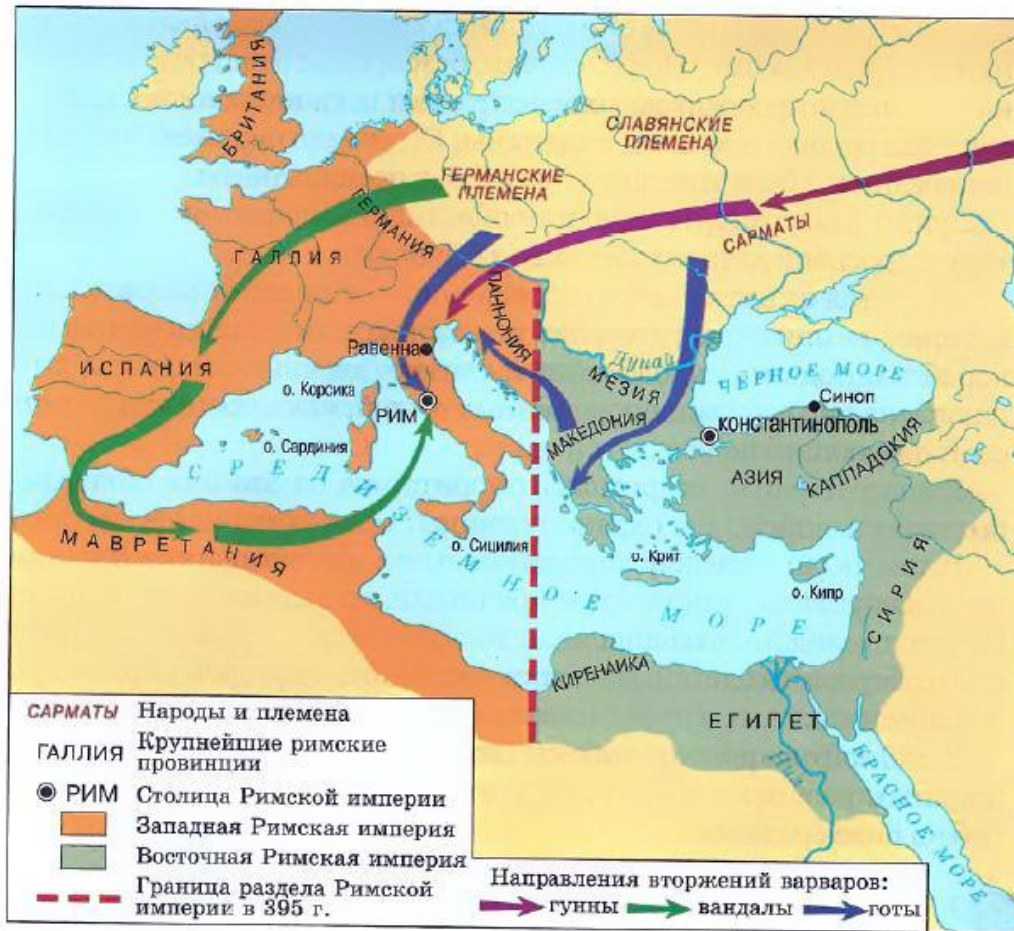 БРИТАНИЯ
СЛАВЯНСКИЕ
ПЛЕМЕНА
ГЕРМАНСКИЕ
ПЛЕМЕНА
ГЕРМАНИЯ
САРМАТЫ
ГАЛЛИЯ
ПАННОНИЯ
Равенна
Дунай
МЕЗИЯ
ЧЁРНОЕ МОРЕ
ИСПАНИЯ
о. Корсика
РИМ
Синоп
МАКЕДОНИЯ
КОНСТАНТИНОПОЛЬ
о. Сардиния
АЗИЯ
КАППАДОКИЯ
СРЕДИЗЕМНОЕ МОРЕ
МАВРЕТАНИЯ
о. Сицилия
о. Крит
о. Кипр
СИРИЯ
КИРЕНАИКА
ЕГИПЕТ
Нил
КРАСНОЕ МОРЕ
САРМАТЫ Народы и племена
ГАЛЛИЯ Крупнейшие римские
провинции
РИМ Столица Римской империи
Западная Римская империя
Восточная Римская империя
Граница раздела Римской
империи в 395 г.
Направления вторжений варваров:
гунны вандалы готы